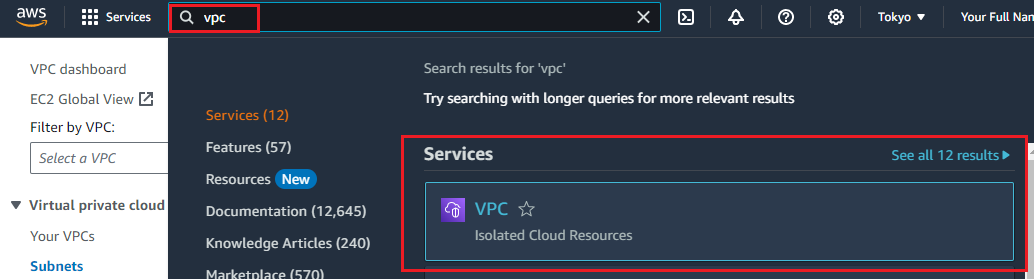 aws
Services
vpc
Tokyo
Your Full Nam
VPC dashboard
EC2 Global View
Filter by VPC:
Select a VPC
Virtual private cloud
Your VPCs
Subnets
Services (12)
Features (57)
Resources New
Documentation (12,645)
Knowledge Articles (240)
Marketplace (570)
Search results for 'vpc'
Try searching with longer queries for more relevant results
Services
See all 12 results
VPC
Isolated Cloud Resources